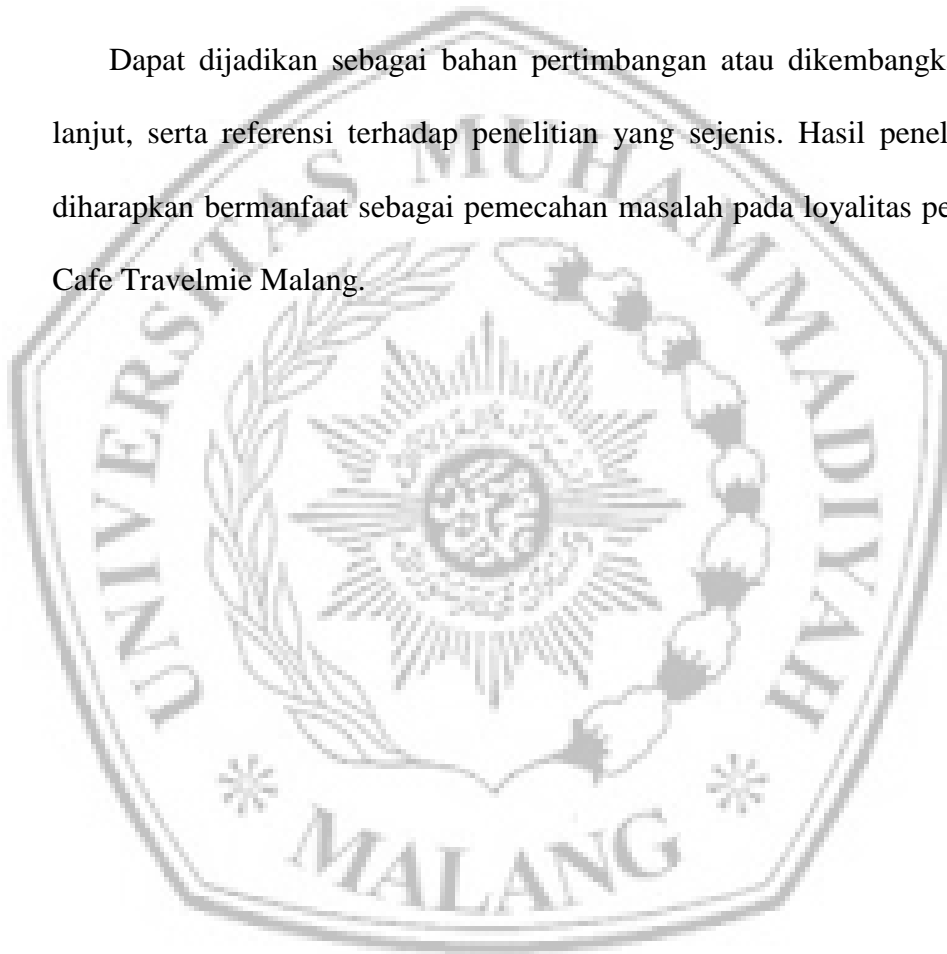 Dapat dijadikan sebagai bahan pertimbangan atau dikembangk
lanjut, serta referensi terhadap penelitian yang sejenis. Hasil penel
diharapkan bermanfaat sebagai pemecahan masalah pada loyalitas pe
Cafe Travelmie Malang.
UNIVERSITAS MUHAMMADIYAH
MALANG